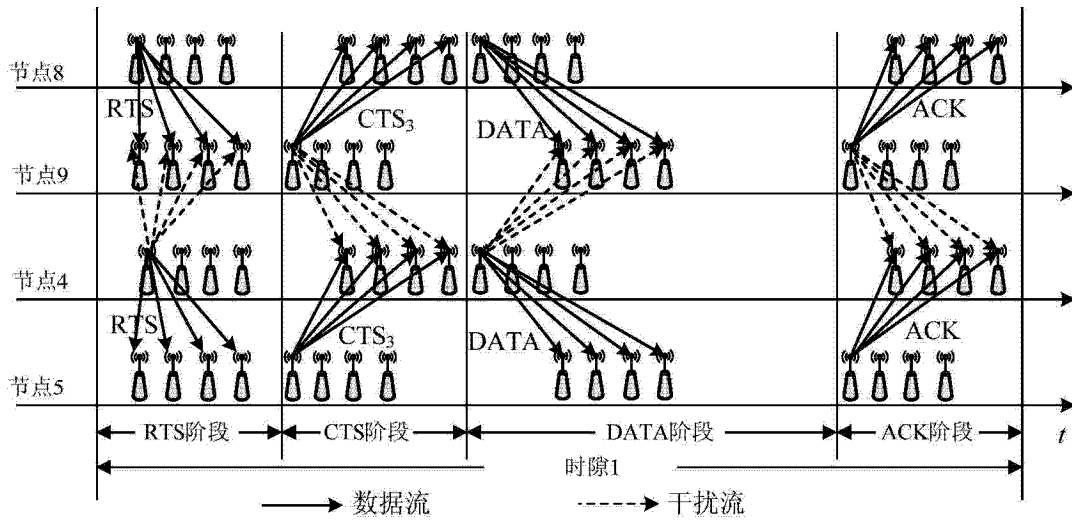 节点8
RTS
CTS₃
DATA
ACK
节点9
节点4
RTS
CTS₃
DATA
ACK
节点5
RTS阶段
CTS阶段
DATA阶段
ACK阶段
t
时隙1
数据流
干扰流